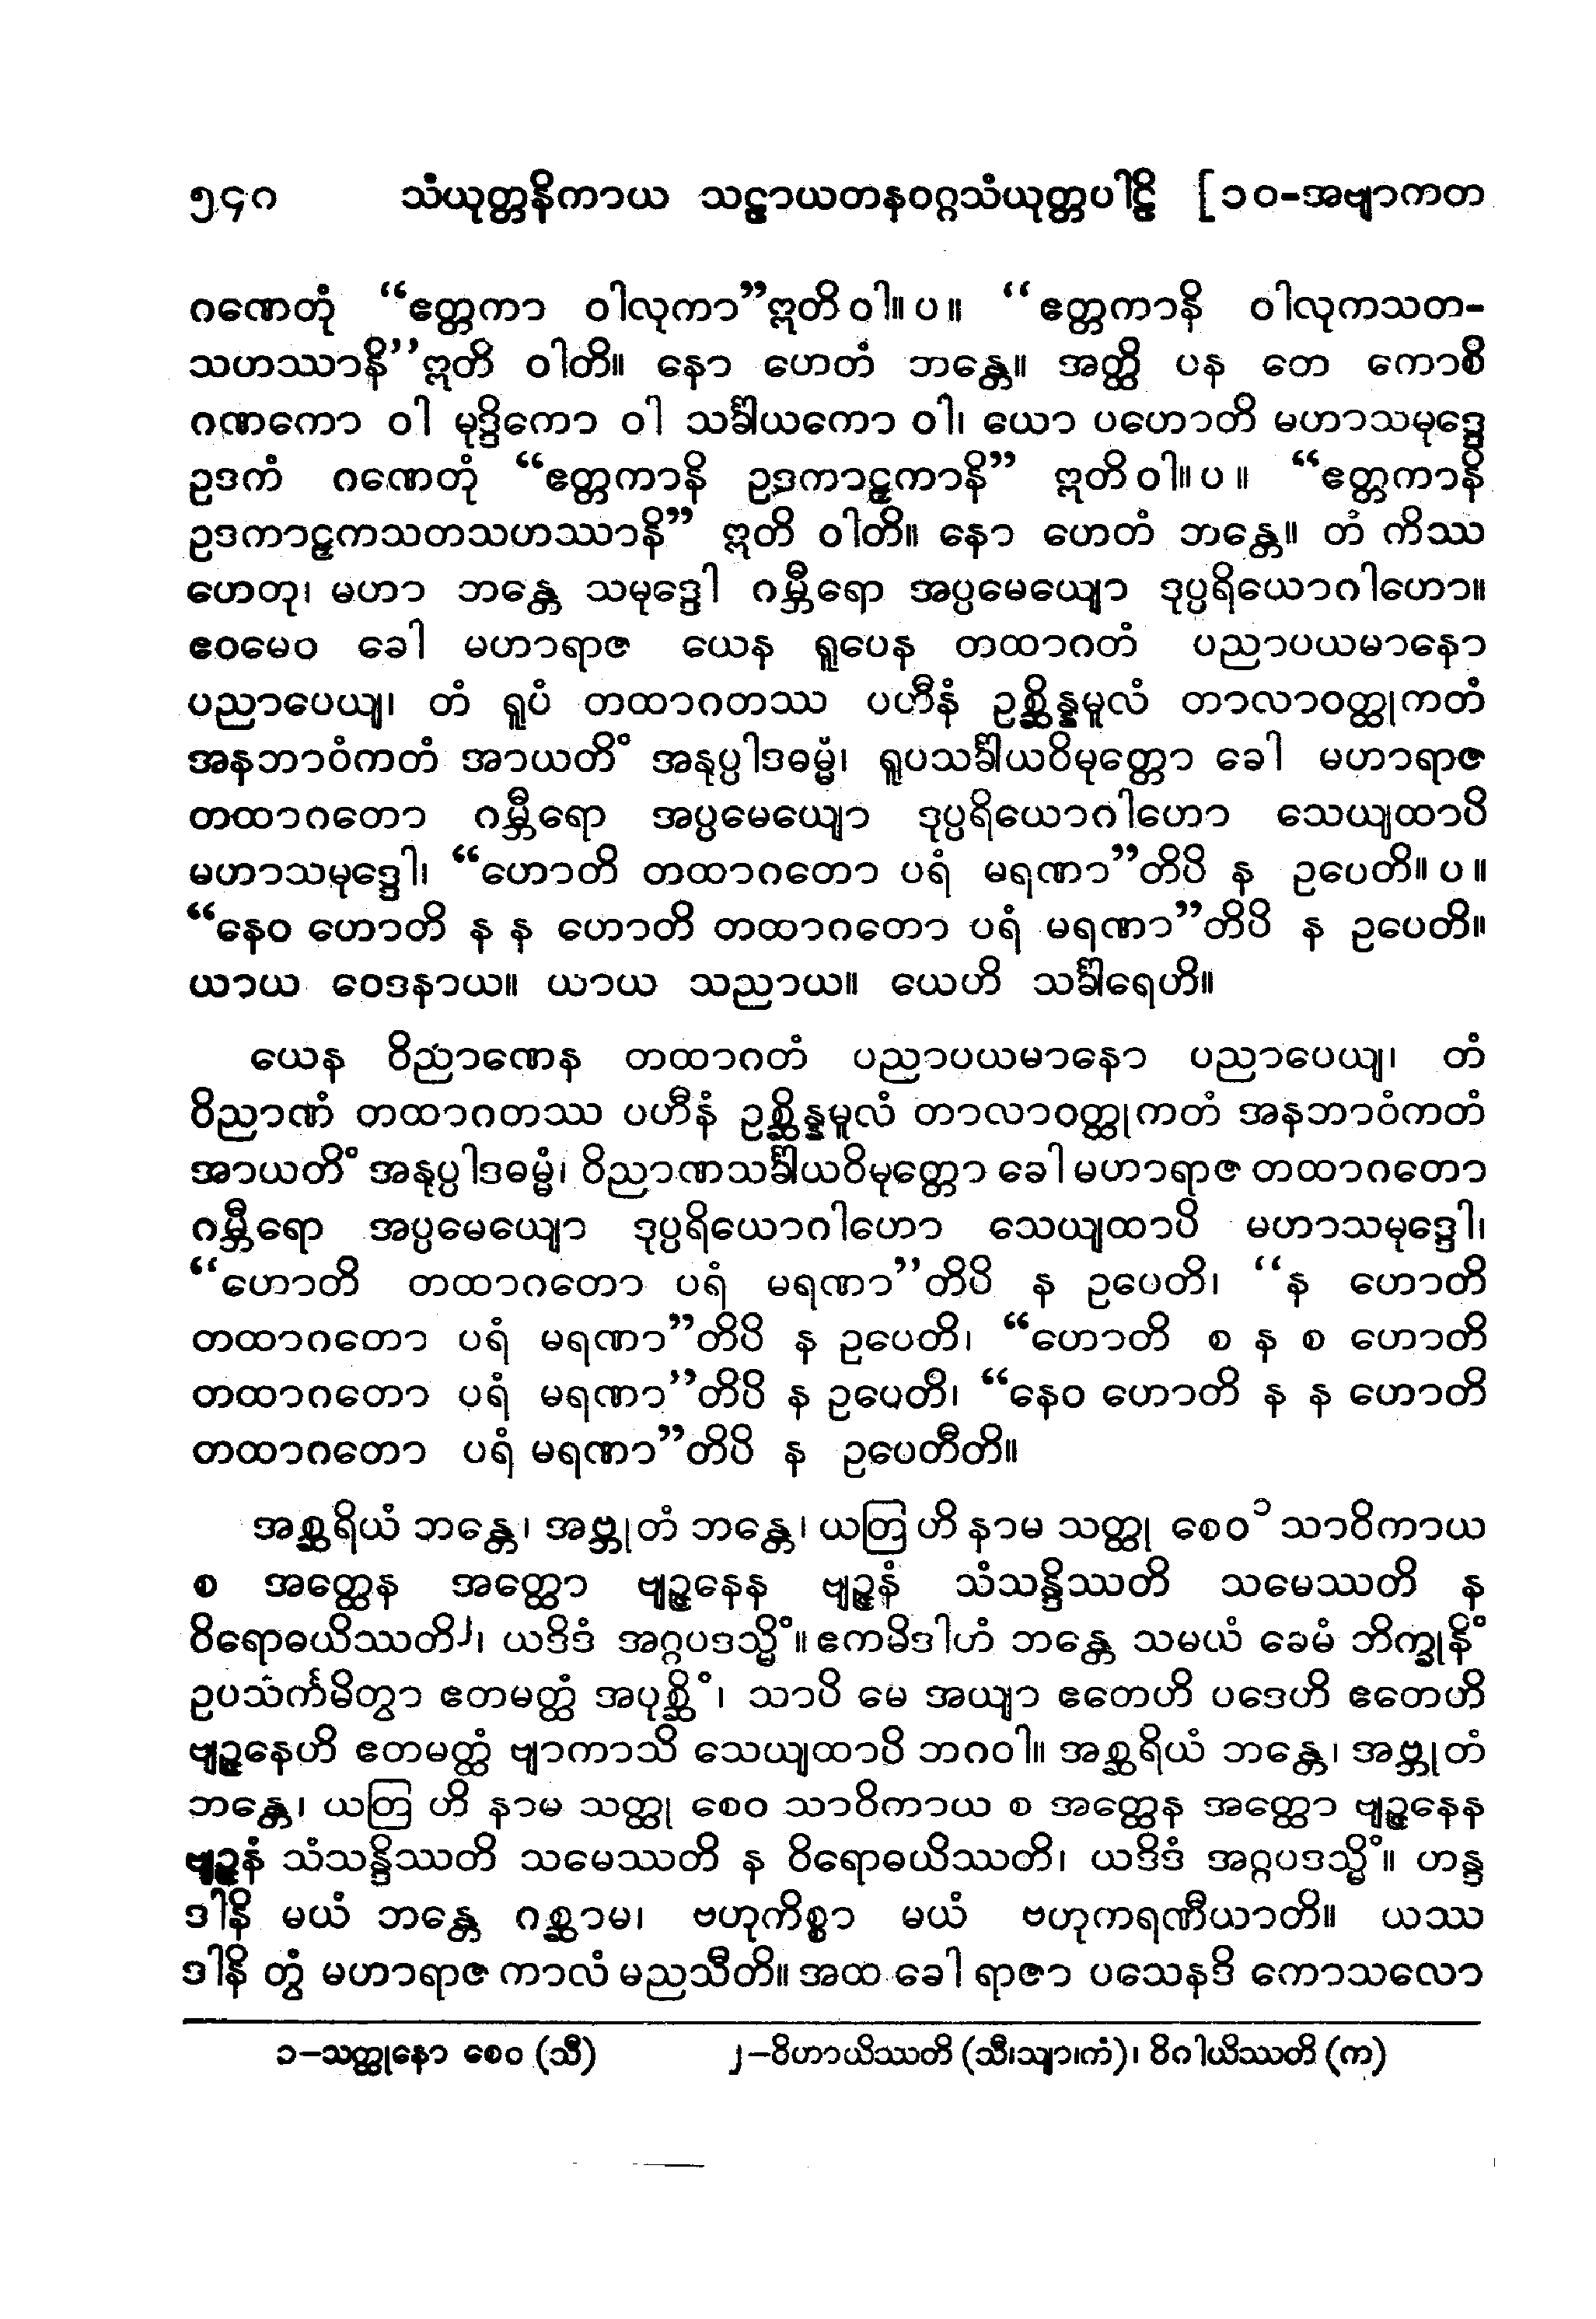 ၅၄၀ သံယုတ္တနိကာယ သဠာယတနဝဂ္ဂသံယုတ္တပါဠိ [၁၀-အဗျာကတ
ဂဏေတုံ “ဧတ္တကာ ဝါလုကာ”ဣတိ ဝါ။ ပ ။ “ဧတ္တကာနိ ဝါလုကသတ-
သဟဿာနိ”ဣတိ ဝါတိ။ နော ဟေတံ ဘန္တေ။ အတ္ထိ ပန တေ ကောစိ
ဂဏကော ဝါ မုဒ္ဒိကော ဝါ သင်္ခါယကော ဝါ၊ ယော ပဟောတိ မဟာသမုဒ္ဒေ
ဥဒကံ ဂဏေတုံ “ဧတ္တကာနိ ဥဒကာဠှကာနိ” ဣတိ ဝါ။ ပ ။ “ဧတ္တကာနိ
ဥဒကာဠှကသတသဟဿာနိ” ဣတိ ဝါတိ။ နော ဟေတံ ဘန္တေ။ တံ ကိဿ
ဟေတု၊ မဟာ ဘန္တေ သမုဒ္ဒေါ ဂမ္ဘီရော အပ္ပမေယျော ဒုပ္ပရိယောဂါဟော။
ဧဝမေဝ ခေါ မဟာရာဇ ယေန ရူပေန တထာဂတံ ပညာပယမာနော
ပညာပေယျ၊ တံ ရူပံ တထာဂတဿ ပဟီနံ ဥစ္ဆိန္နမူလံ တာလာဝတ္ထုကတံ
အနဘာဝံကတံ အာယတိံ အနုပ္ပါဒဓမ္မံ၊ ရူပသင်္ခါယဝိမုတ္တော ခေါ မဟာရာဇ
တထာဂတော ဂမ္ဘီရော အပ္ပမေယျော ဒုပ္ပရိယောဂါဟော သေယျထာပိ
မဟာသမုဒ္ဒေါ၊ “ဟောတိ တထာဂတော ပရံ မရဏာ”တိပိ န ဥပေတိ။ ပ ။
“နေဝ ဟောတိ န န ဟောတိ တထာဂတော ပရံ မရဏာ”တိပိ န ဥပေတိ။
ယာယ ဝေဒနာယ။ ယာယ သညာယ။ ယေဟိ သင်္ခါရေဟိ။
ယေန ဝိညာဏေန တထာဂတံ ပညာပယမာနော ပညာပေယျ၊ တံ
ဝိညာဏံ တထာဂတဿ ပဟီနံ ဥစ္ဆိန္နမူလံ တာလာဝတ္ထုကတံ အနဘာဝံကတံ
အာယတိံ အနုပ္ပါဒဓမ္မံ၊ ဝိညာဏသင်္ခါယဝိမုတ္တော ခေါ မဟာရာဇ တထာဂတော
ဂမ္ဘီရော အပ္ပမေယျော ဒုပ္ပရိယောဂါဟော သေယျထာပိ မဟာသမုဒ္ဒေါ၊
“ဟောတိ တထာဂတော ပရံ မရဏာ”တိပိ န ဥပေတိ၊ “န ဟောတိ
တထာဂတော ပရံ မရဏာ”တိပိ န ဥပေတိ၊ “ဟောတိ စ န စ ဟောတိ
တထာဂတော ပရံ မရဏာ”တိပိ န ဥပေတိ၊ “နေဝ ဟောတိ န န ဟောတိ
တထာဂတော ပရံ မရဏာ”တိပိ န ဥပေတီတိ။
အစ္ဆရိယံ ဘန္တေ၊ အဗ္ဘုတံ ဘန္တေ၊ ယတြ ဟိ နာမ သတ္ထု စေဝ ၁ သာဝိကာယ
စ အတ္ထေန အတ္ထော ဗျဉ္ဇနေန ဗျဉ္ဇနံ သံသန္ဒိဿတိ သမေဿတိ န
ဝိရောဓယိဿတိ ၂၊ ယဒိဒံ အဂ္ဂပဒသ္မိံ။ ဧကမိဒါဟံ ဘန္တေ သမယံ ခေမံ ဘိက္ခုနိံ
ဥပသင်္ကမိတွာ ဧတမတ္ထံ အပုစ္ဆိံ၊ သာပိ မေ အယျာ ဧတေဟိ ပဒေဟိ ဧတေဟိ
ဗျဉ္ဇနေဟိ ဧတမတ္ထံ ဗျာကာသိ သေယျထာပိ ဘဂဝါ။ အစ္ဆရိယံ ဘန္တေ၊ အဗ္ဘုတံ
ဘန္တေ၊ ယတြ ဟိ နာမ သတ္ထု စေဝ သာဝိကာယ စ အတ္ထေန အတ္ထော ဗျဉ္ဇနေန
ဗျဉ္ဇနံ သံသန္ဒိဿတိ သမေဿတိ န ဝိရောဓယိဿတိ၊ ယဒိဒံ အဂ္ဂပဒသ္မိံ။ ဟန္ဒ
ဒါနိ မယံ ဘန္တေ ဂစ္ဆာမ၊ ဗဟုကိစ္စာ မယံ ဗဟုကရဏီယာတိ။ ယဿ
ဒါနိ တွံ မဟာရာဇ ကာလံ မညသီတိ။ အထ ခေါ ရာဇာ ပသေနဒိ ကောသလော
၁−သတ္ထုနော စေဝ (သီ) ၂−ဝိဟာယိဿတိ (သီ၊သျာ၊ကံ)၊ ဝိဂါယိဿတိ (က)